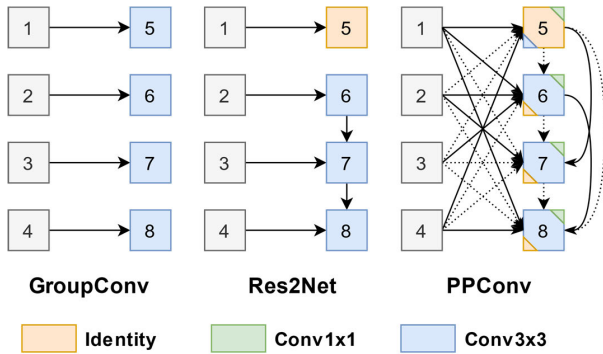 1 5 1 5 1 5
2 6 2 6 2 6
3 7 3 7 3 7
4 8 4 8 4 8
GroupConv Res2Net PPConv
Identity Conv1x1 Conv3x3